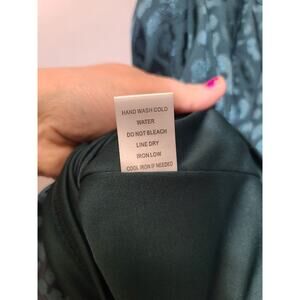 HAND WASH COLD
WATER
DO NOT BLEACH
LINE DRY
IRON LOW
COOL IRON IF NEEDED